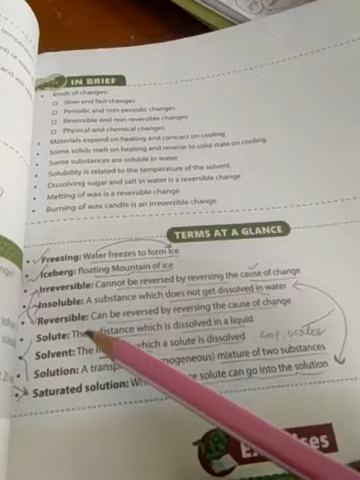 IN BRIEF
Kinds of changes:
Slow and fast changes
Periodic and non-periodic changes
Reversible and non reversible changes
Physical and chemical changes
Materials expand on heating and contract on cooling
Some solids melt on heating and reverse to solid state on cooling
Some substances are soluble in water
Solubility is related to the temperature of the solvent
Dissolving sugar and salt in water is a reversible change
Melting of wax is a reversible change
Burning of wax candle is an irreversible change.
TERMS AT A GLANCE
Freezing: Water freezes to form ice
Iceberg: floating Mountain of ice
Irreversible: Cannot be reversed by reversing the cause of change
Insoluble: A substance which does not get dissolved in water
Reversible: Can be reversed by reversing the cause of change
Solute: The substance which is dissolved in a liquid
Solvent: The which a solute is dissolved
Solution: A mixture of two substances
Saturated solution: solute can go into the solution